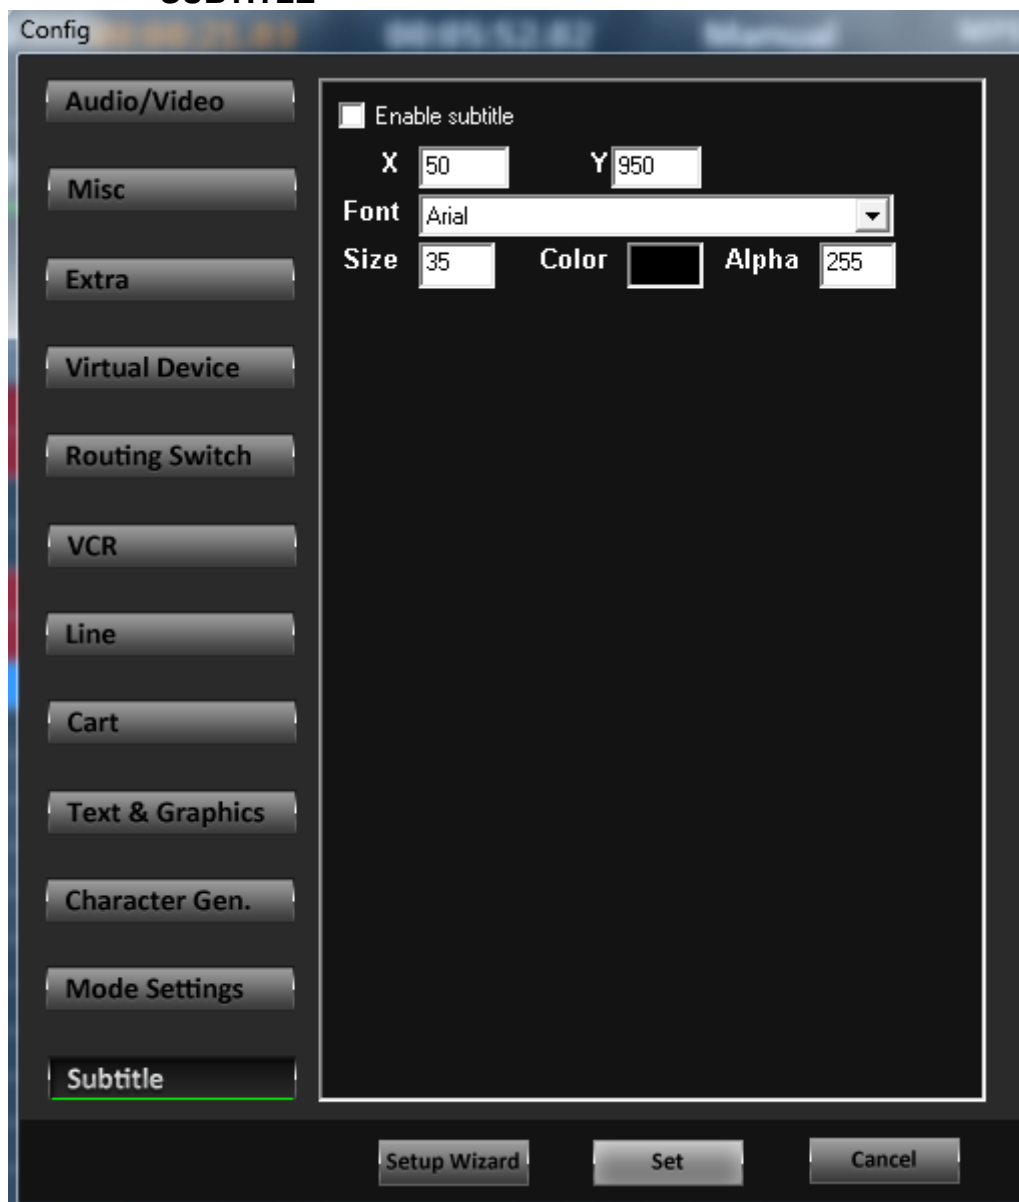 SUBTITLE
Config
Audio/Video
Misc
Extra
Virtual Device
Routing Switch
VCR
Line
Cart
Text & Graphics
Character Gen.
Mode Settings
Subtitle
Enable subtitle
X 50 Y 950
Font Arial
Size 35 Color Alpha 255
Setup Wizard Set Cancel